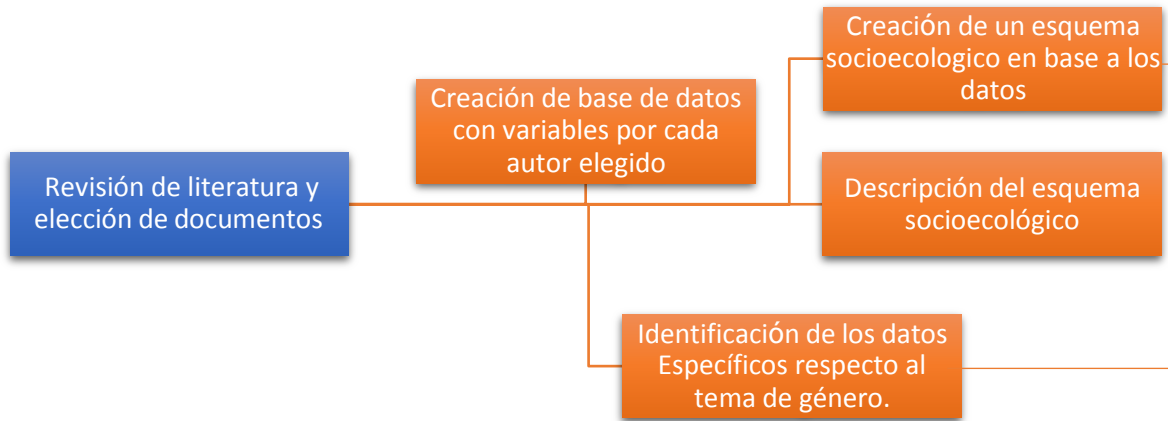 Revisión de literatura y
elección de documentos
Creación de base de datos
con variables por cada
autor elegido
Creación de un esquema
socioecologico en base a los
datos
Descripción del esquema
socioecológico
Identificación de los datos
Específicos respecto al
tema de género.